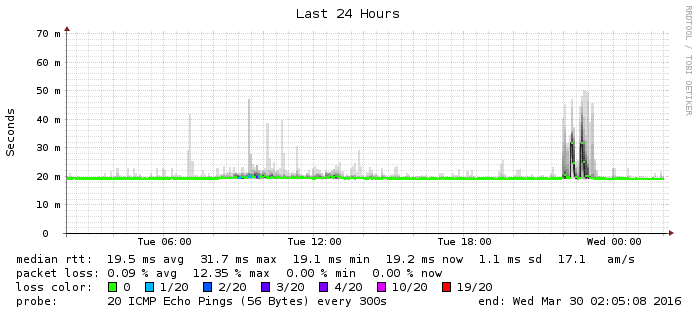 Last 24 Hours
RRDTOOL / TOBI OETIKER
Seconds
70 m
60 m
50 m
40 m
30 m
20 m
10 m
0
Tue 06:00 Tue 12:00 Tue 18:00 Wed 00:00
median rtt: 19.5 ms avg 31.7 ms max 19.1 ms min 19.2 ms now 1.1 ms sd 17.1 am/s
packet loss: 0.09 % avg 12.35 % max 0.00 % min 0.00 % now
loss color: 0 1/20 2/20 3/20 4/20 10/20 19/20
probe: 20 ICMP Echo Pings (56 Bytes) every 300s end: Wed Mar 30 02:05:08 2016